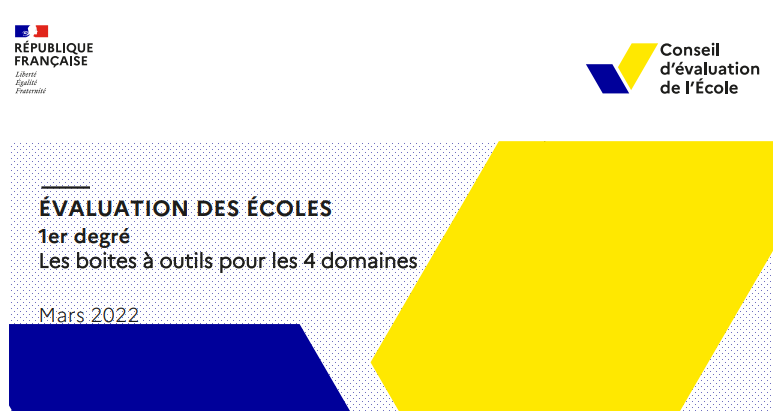 RÉPUBLIQUE
FRANÇAISE
Liberté
Égalité
Fraternité
Conseil
d'évaluation
de l'École
ÉVALUATION DES ÉCOLES
1er degré
Les boites à outils pour les 4 domaines
Mars 2022